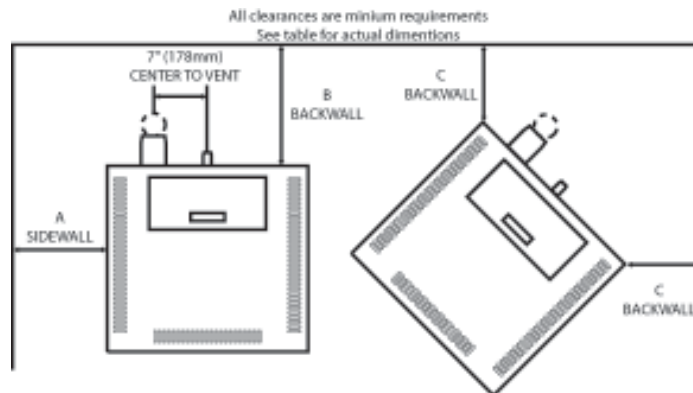 All clearances are minium requirements
See table for actual dimentions
7" (178mm)
CENTER TO VENT
B
BACKWALL
C
BACKWALL
A
SIDEWALL
C
BACKWALL